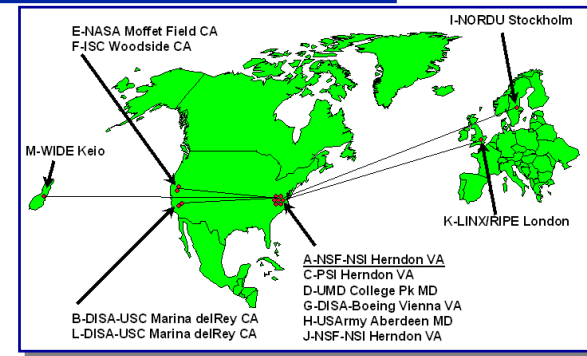 E-NASA Moffet Field CA
F-ISC Woodside CA
I-NORDU Stockholm
M-WIDE Keio
K-LINX/RIPE London
A-NSF-NSI Herndon VA
C-PSI Herndon VA
D-UMD College Pk MD
G-DISA-Boeing Vienna VA
H-USArmy Aberdeen MD
J-NSF-NSI Herndon VA
B-DISA-USC Marina delRey CA
L-DISA-USC Marina delRey CA